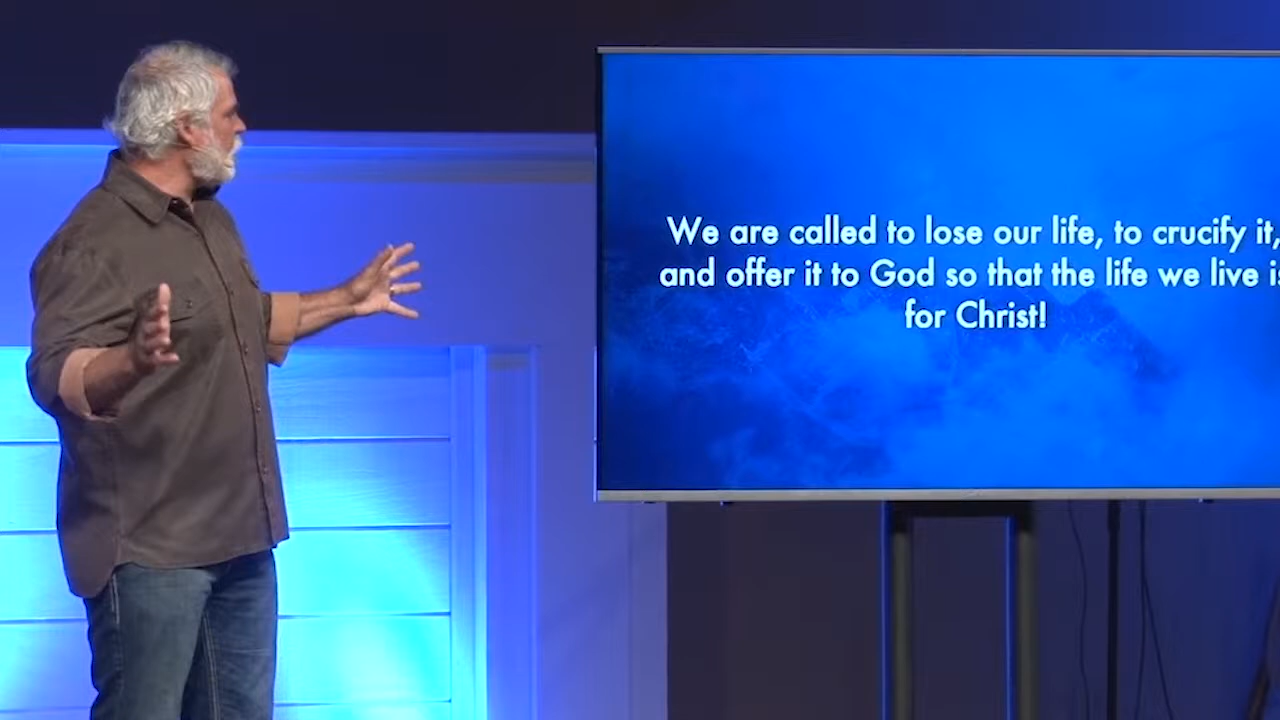 We are called to lose our life, to crucify it,
and offer it to God so that the life we live is
for Christ!